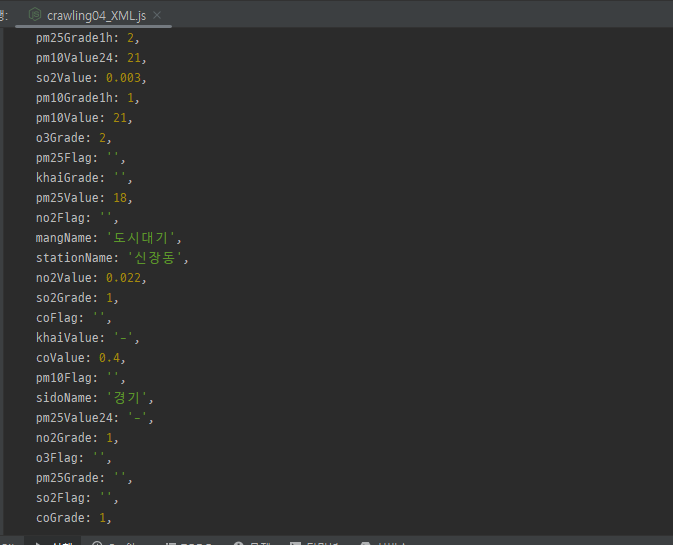 crawling04_XML.js
pm25Grade1h: 2,
pm10Value24: 21,
so2Value: 0.003,
pm10Grade1h: 1,
pm10Value: 21,
o3Grade: 2,
pm25Flag: '',
khaiGrade: '',
pm25Value: 18,
no2Flag: '',
mangName: '도시대기',
stationName: '신장동',
no2Value: 0.022,
so2Grade: 1,
coFlag: '',
khaiValue: '-',
coValue: 0.4,
pm10Flag: '',
sidoName: '경기',
pm25Value24: '-',
no2Grade: 1,
o3Flag: '',
pm25Grade: '',
so2Flag: '',
coGrade: 1,